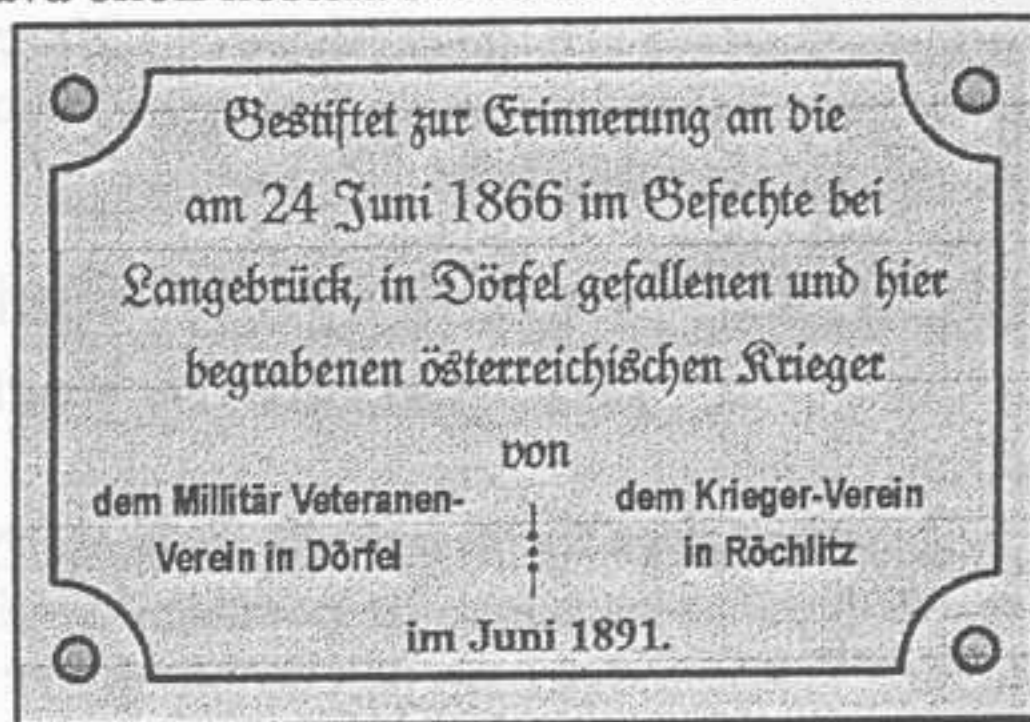 Gestiftet zur Erinnerung an die
am 24 Juni 1866 im Gefechte bei
Langebrück, in Dörfel gefallenen und hier
begrabenen österreichischen Krieger
von
dem Millitär Veteranen-
Verein in Dörfel
dem Krieger-Verein
in Röchlitz
im Juni 1891.